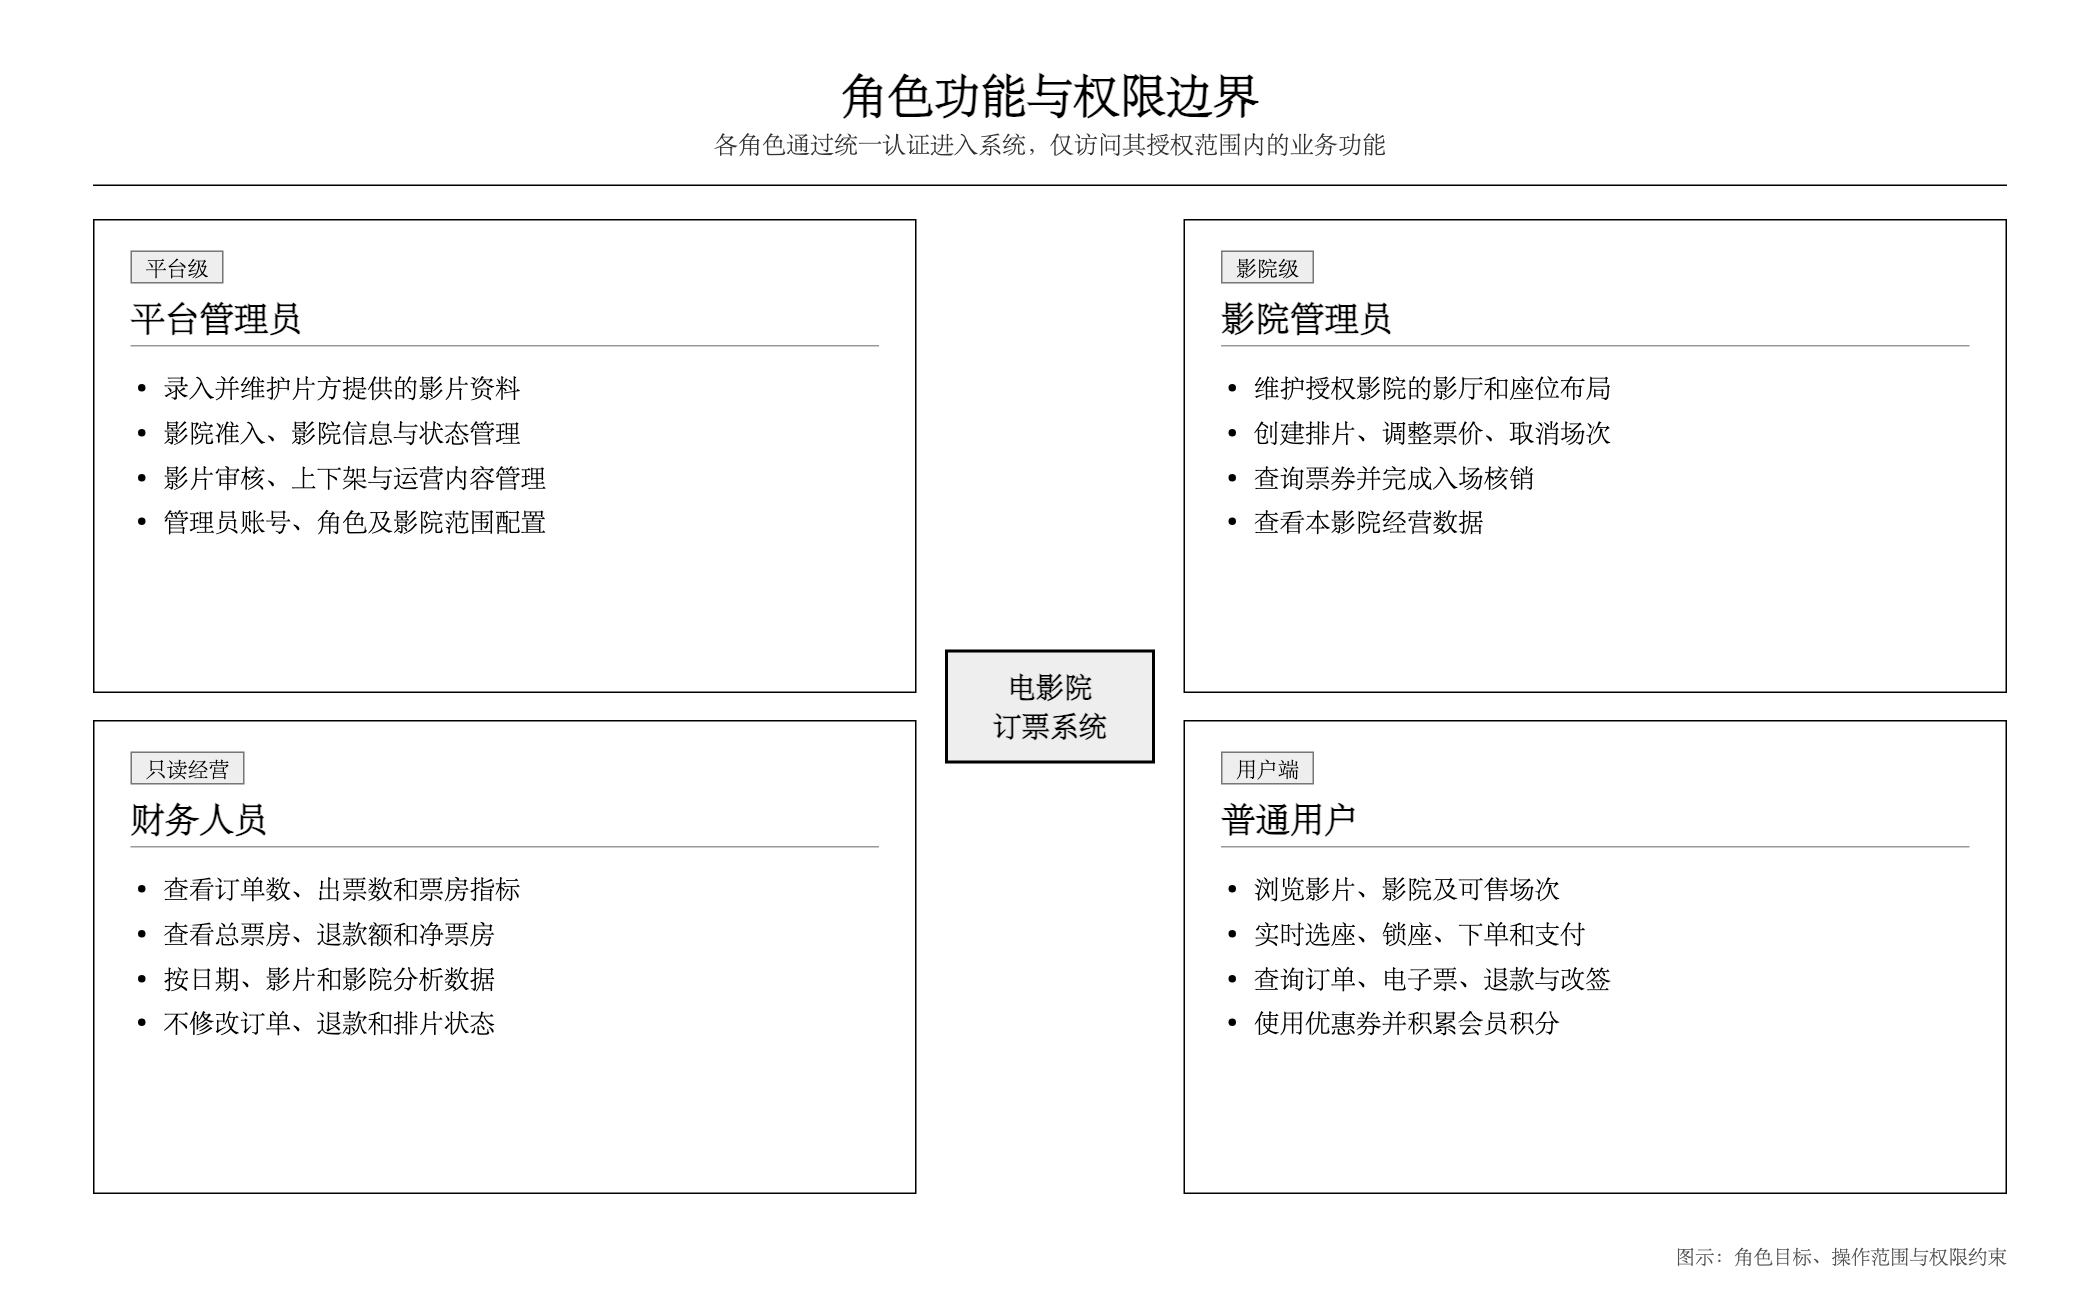 角色功能与权限边界
各角色通过统一认证进入系统，仅访问其授权范围内的业务功能
平台级
平台管理员
• 录入并维护片方提供的影片资料
• 影院准入、影院信息与状态管理
• 影片审核、上下架与运营内容管理
• 管理员账号、角色及影院范围配置
影院级
影院管理员
• 维护授权影院的影厅和座位布局
• 创建排片、调整票价、取消场次
• 查询票券并完成入场核销
• 查看本影院经营数据
电影院
订票系统
只读经营
财务人员
• 查看订单数、出票数和票房指标
• 查看总票房、退款额和净票房
• 按日期、影片和影院分析数据
• 不修改订单、退款和排片状态
用户端
普通用户
• 浏览影片、影院及可售场次
• 实时选座、锁座、下单和支付
• 查询订单、电子票、退款与改签
• 使用优惠券并积累会员积分
图示：角色目标、操作范围与权限约束